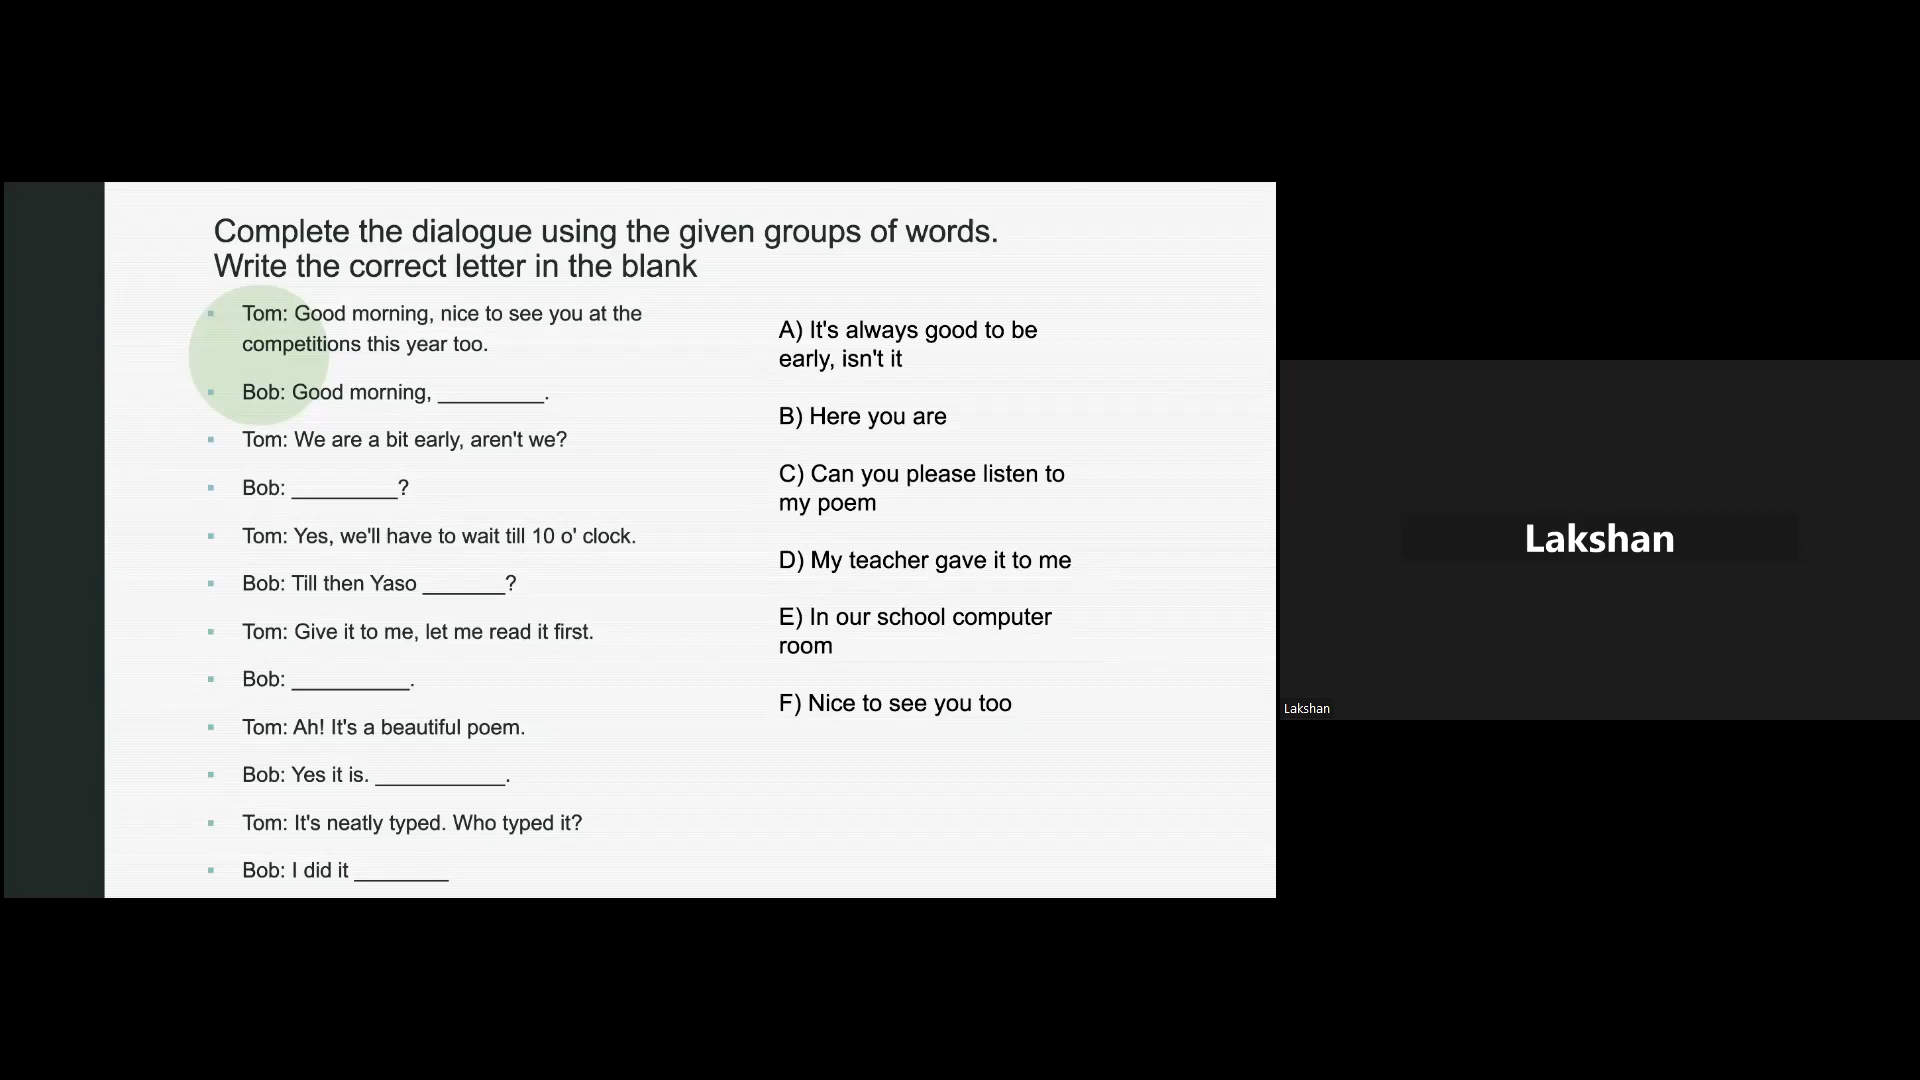 Complete the dialogue using the given groups of words.
Write the correct letter in the blank
Tom: Good morning, nice to see you at the
competitions this year too.
Bob: Good morning, _________.
Tom: We are a bit early, aren't we?
Bob: _________?
Tom: Yes, we'll have to wait till 10 o' clock.
Bob: Till then Yaso _______?
Tom: Give it to me, let me read it first.
Bob: __________.
Tom: Ah! It's a beautiful poem.
Bob: Yes it is. ___________.
Tom: It's neatly typed. Who typed it?
Bob: I did it ________
A) It's always good to be
early, isn't it
B) Here you are
C) Can you please listen to
my poem
D) My teacher gave it to me
E) In our school computer
room
F) Nice to see you too
Lakshan
Lakshan